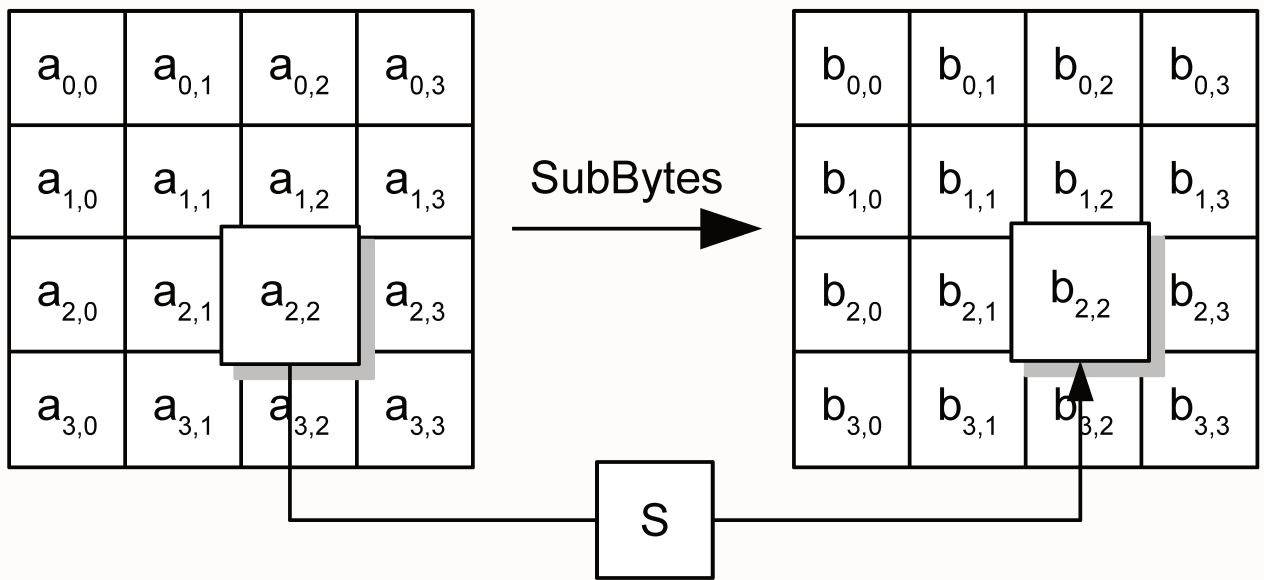 a0,0 a0,1 a0,2 a0,3 b0,0 b0,1 b0,2 b0,3
SubBytes
a1,0 a1,1 a1,2 a1,3 b1,0 b1,1 b1,2 b1,3
a2,0 a2,1 a2,2 a2,3 b2,0 b2,1 b2,2 b2,3
a3,0 a3,1 a3,2 a3,3 b3,0 b3,1 b3,2 b3,3
S